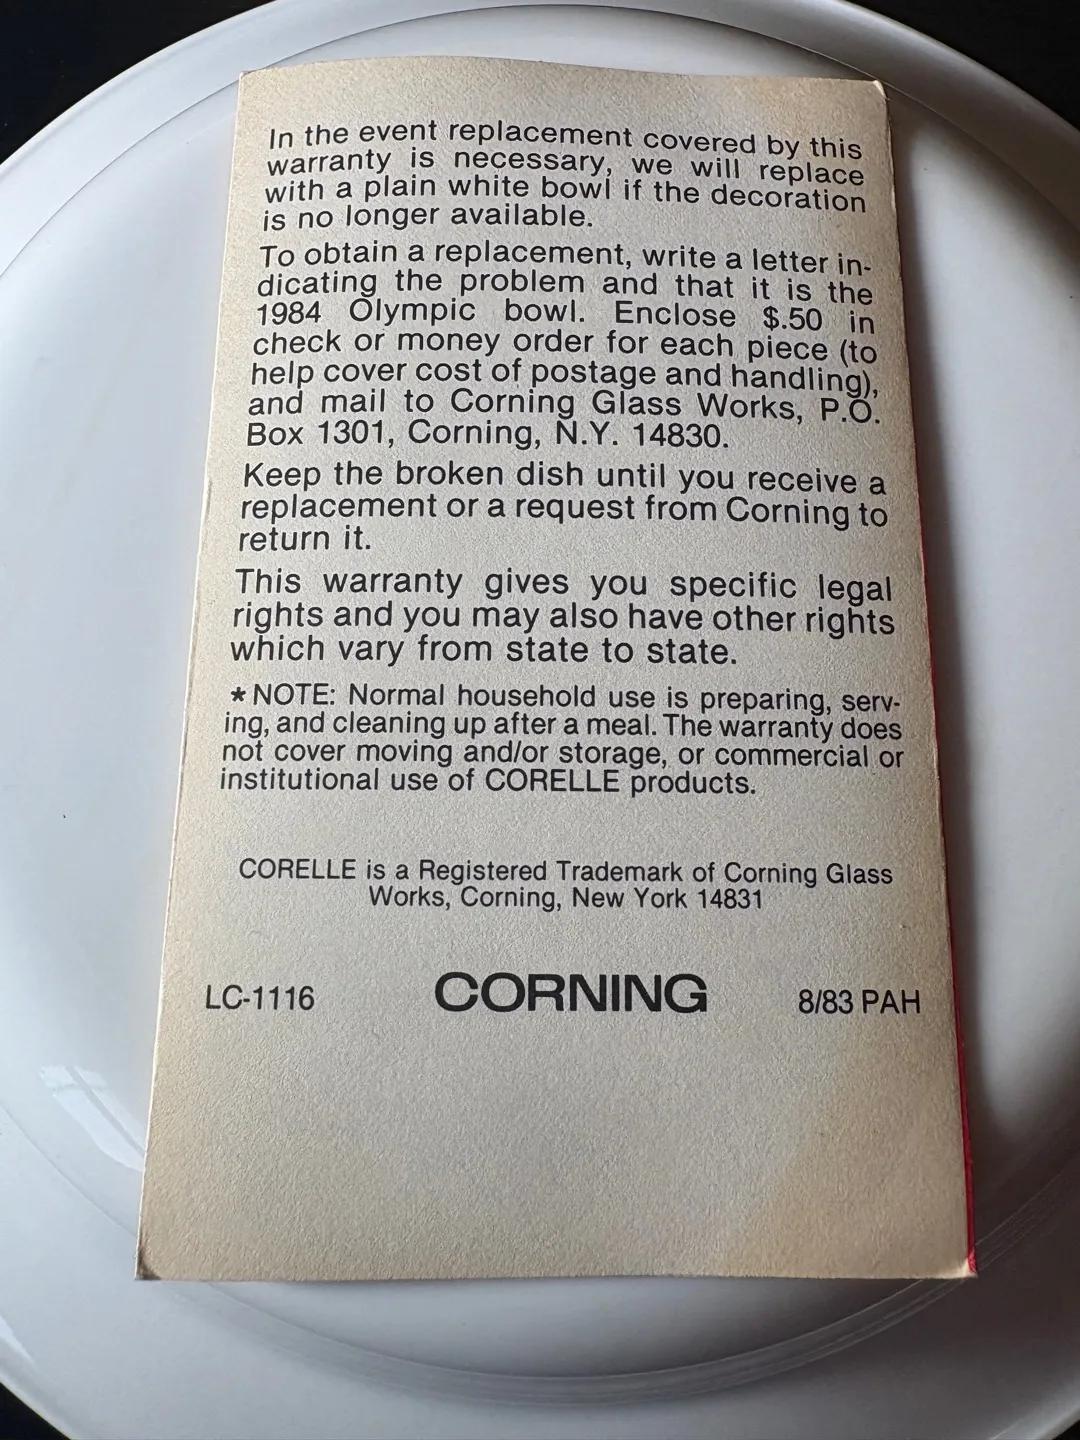 In the event replacement covered by this
warranty is necessary, we will replace
with a plain white bowl if the decoration
is no longer available.
To obtain a replacement, write a letter in-
dicating the problem and that it is the
1984 Olympic bowl. Enclose $.50 in
check or money order for each piece (to
help cover cost of postage and handling),
and mail to Corning Glass Works, P.O.
Box 1301, Corning, N.Y. 14830.
Keep the broken dish until you receive a
replacement or a request from Corning to
return it.
This warranty gives you specific legal
rights and you may also have other rights
which vary from state to state.
*NOTE: Normal household use is preparing, serv-
ing, and cleaning up after a meal. The warranty does
not cover moving and/or storage, or commercial or
institutional use of CORELLE products.
CORELLE is a Registered Trademark of Corning Glass
Works, Corning, New York 14831
LC-1116 CORNING 8/83 PAH